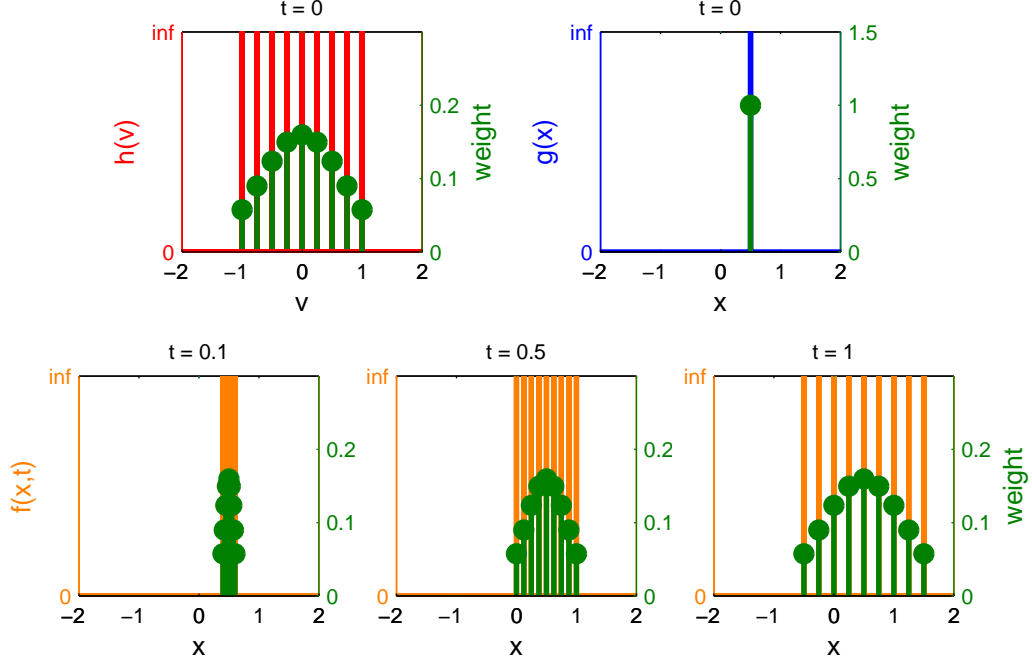 t = 0
inf
h(v)
0
−2 −1 0 1 2
v
0 0.1 0.2
weight
t = 0
inf
g(x)
0
−2 −1 0 1 2
x
0 0.5 1 1.5
weight
t = 0.1
inf
f(x,t)
0
−2 −1 0 1 2
x
0 0.1 0.2
t = 0.5
inf
0
−2 −1 0 1 2
x
0 0.1 0.2
t = 1
inf
0
−2 −1 0 1 2
x
0 0.1 0.2
weight